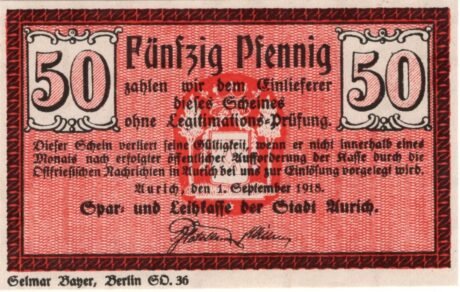 50 Fünfzig Pfennig 50
zahlen wir dem Einlieferer
dieses Scheines
ohne Legitimations-Prüfung.
Dieser Schein verliert seine Gültigkeit, wenn er nicht innerhalb eines
Monats nach erfolgter öffentlicher Aufforderung der Kasse durch die
Ostfriesischen Nachrichten in Aurich bei uns zur Einlösung vorgelegt wird.
Aurich, den 1. September 1918.
Spar- und Leihkasse der Stadt Aurich.
Selmar Bayer, Berlin SO. 36